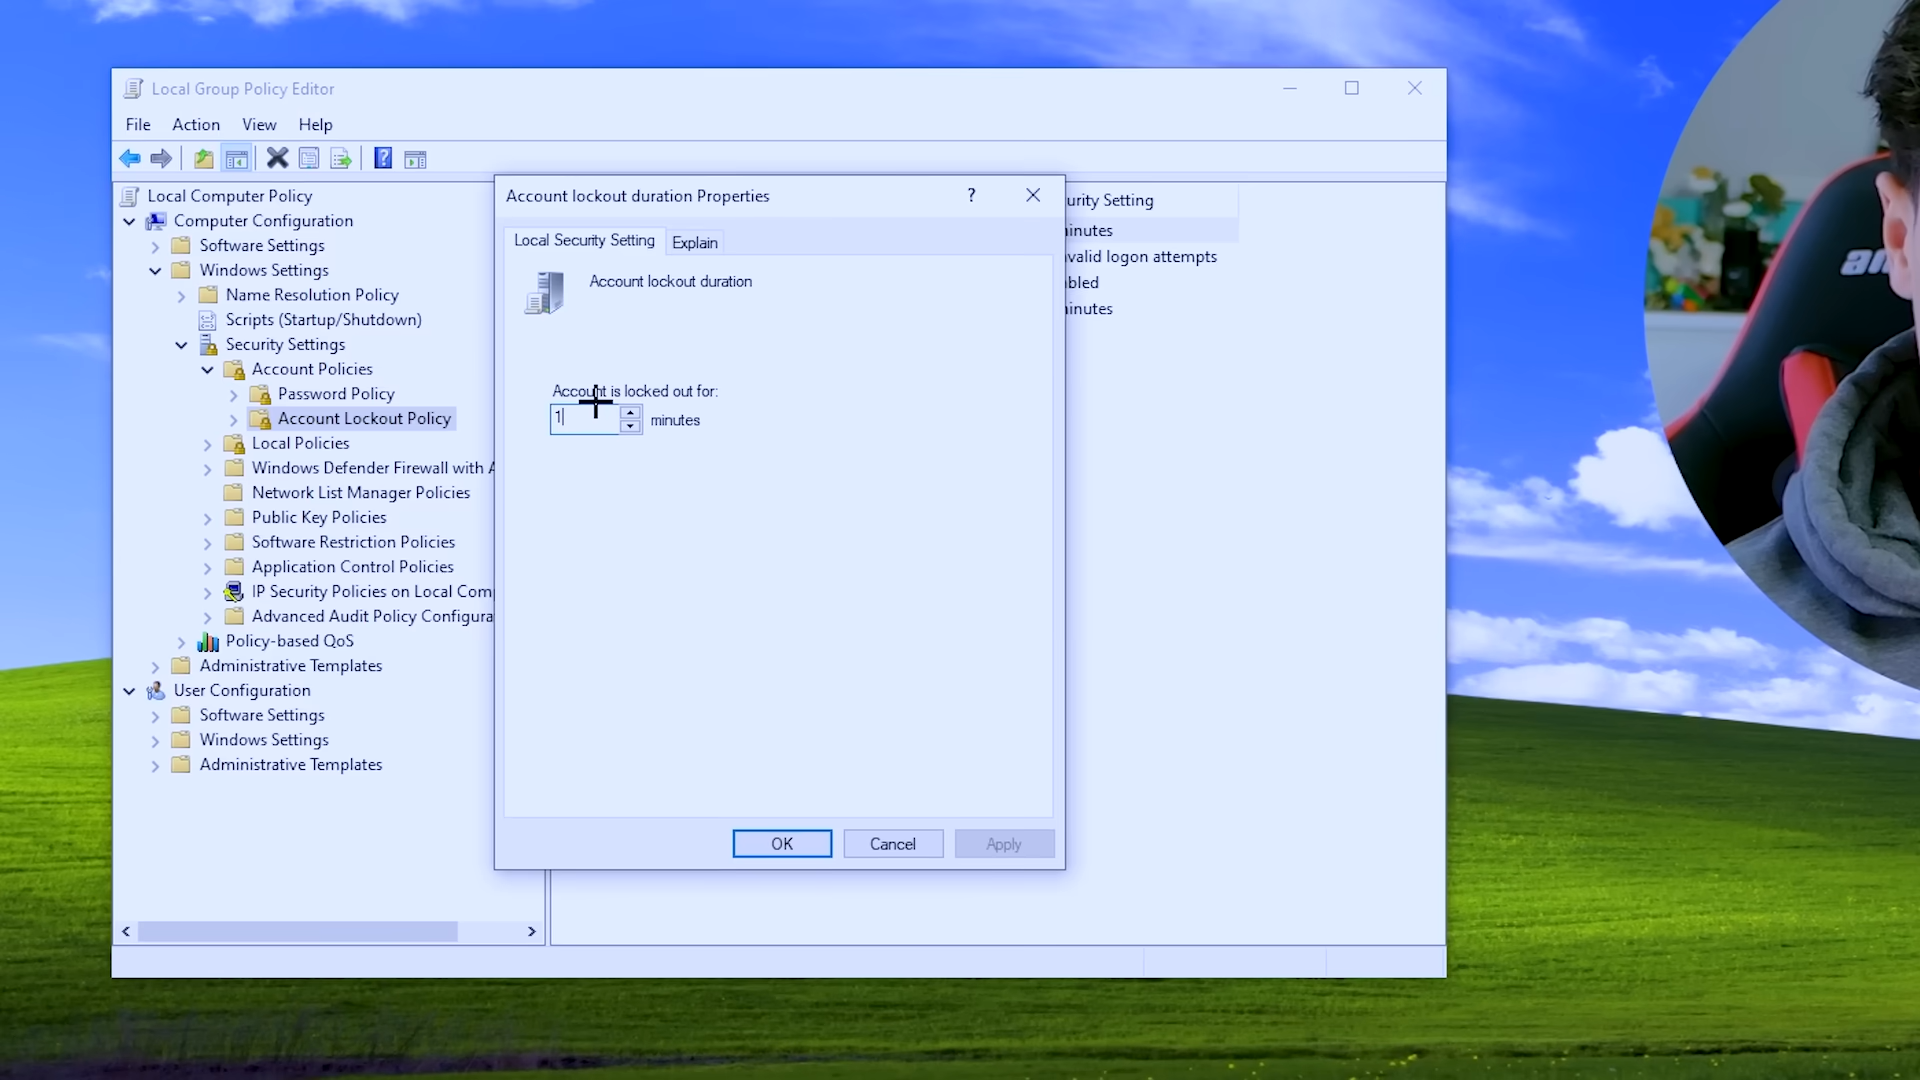 Local Group Policy Editor
File Action View Help
Local Computer Policy
Computer Configuration
Software Settings
Windows Settings
Name Resolution Policy
Scripts (Startup/Shutdown)
Security Settings
Account Policies
Password Policy
Account Lockout Policy
Local Policies
Windows Defender Firewall with A
Network List Manager Policies
Public Key Policies
Software Restriction Policies
Application Control Policies
IP Security Policies on Local Com
Advanced Audit Policy Configura
Policy-based QoS
Administrative Templates
User Configuration
Software Settings
Windows Settings
Administrative Templates
Account lockout duration Properties
Local Security Setting Explain
Account lockout duration
Account is locked out for:
1 minutes
OK Cancel Apply
urity Setting
inutes
valid logon attempts
bled
inutes